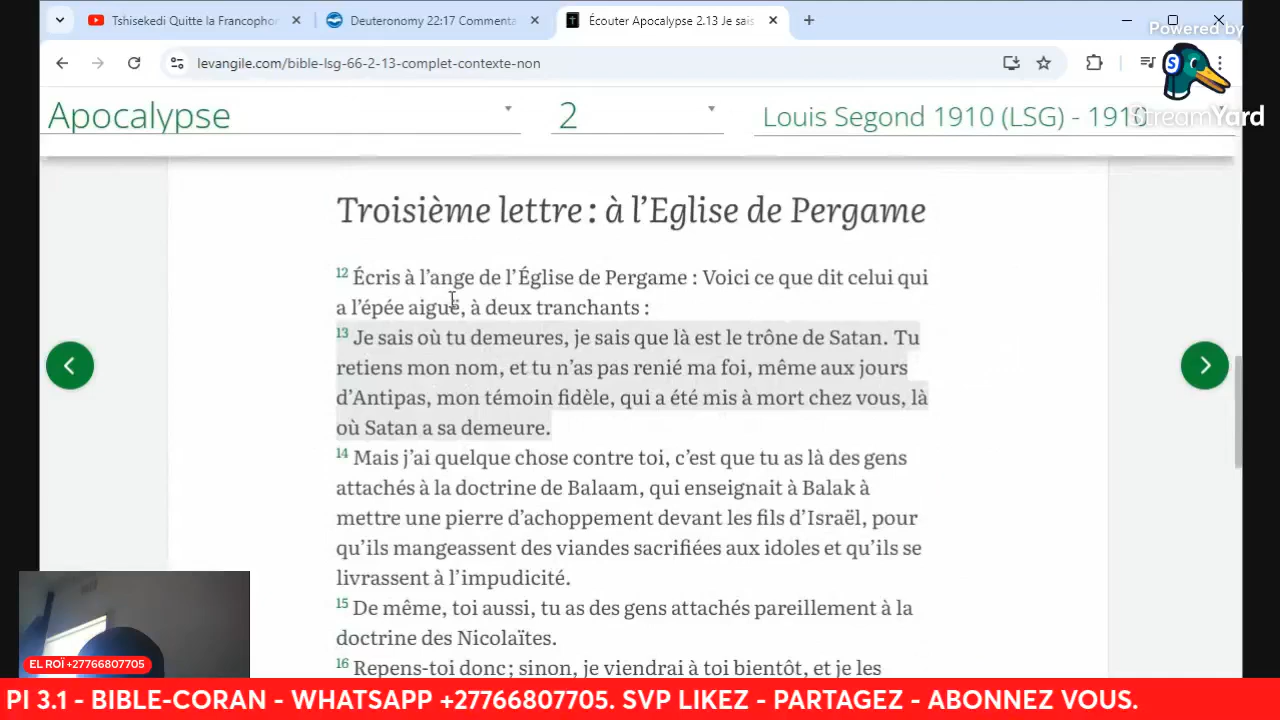 Tshisekedi Quitte la Francophon
Deuteronomy 22:17 Commenta
Écouter Apocalypse 2.13 Je sais
Powered by
levangile.com/bible-lsg-66-2-13-complet-contexte-non
S
StreamYard
Apocalypse
2
Louis Segond 1910 (LSG) - 1910
Troisième lettre : à l’Eglise de Pergame
12 Écris à l’ange de l’Église de Pergame : Voici ce que dit celui qui
a l’épée aiguë, à deux tranchants :
13 Je sais où tu demeures, je sais que là est le trône de Satan. Tu
retiens mon nom, et tu n’as pas renié ma foi, même aux jours
d’Antipas, mon témoin fidèle, qui a été mis à mort chez vous, là
où Satan a sa demeure.
14 Mais j’ai quelque chose contre toi, c’est que tu as là des gens
attachés à la doctrine de Balaam, qui enseignait à Balak à
mettre une pierre d’achoppement devant les fils d’Israël, pour
qu’ils mangeassent des viandes sacrifiées aux idoles et qu’ils se
livrassent à l’impudicité.
15 De même, toi aussi, tu as des gens attachés pareillement à la
doctrine des Nicolaïtes.
16 Repens-toi donc ; sinon, je viendrai à toi bientôt, et je les
EL ROÏ +27766807705
PI 3.1 - BIBLE-CORAN - WHATSAPP +27766807705. SVP LIKEZ - PARTAGEZ - ABONNEZ VOUS.